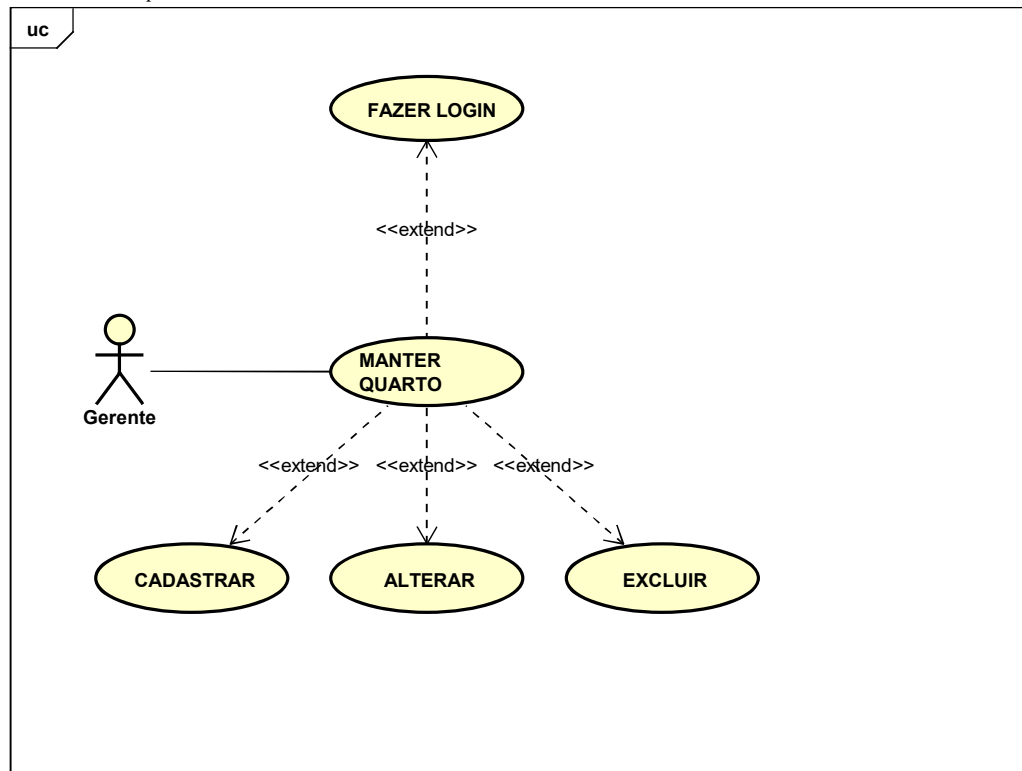 uc
FAZER LOGIN
<<extend>>
MANTER
QUARTO
Gerente
<<extend>> <<extend>> <<extend>>
CADASTRAR ALTERAR EXCLUIR